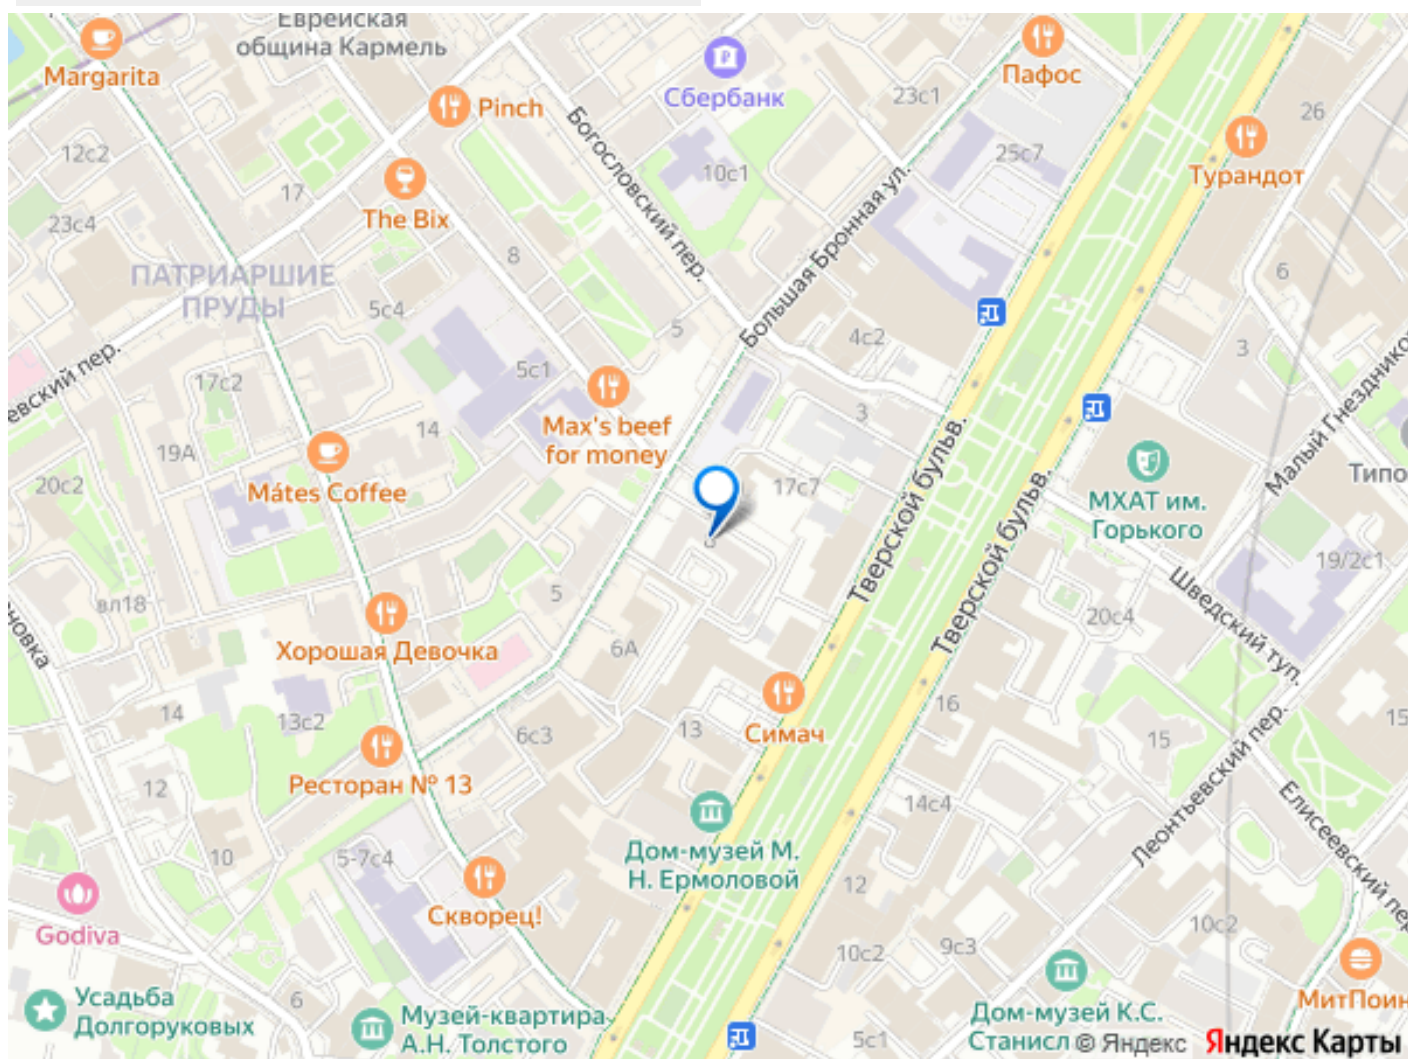 Еврейская
община Кармель
Margarita
Pinch
Сбербанк
Пафос
23с1
26
12с2
17
The Bix
Богословский пер.
10с1
25с7
Турандот
23с4
8
Большая Бронная ул.
ПАТРИАРШИЕ
ПРУДЫ
5с4
5
4с2
6
3
евский пер.
17с2
5с1
Max's beef
for money
3
Малый Гнезднико
14
19А
20с2
Mátes Coffee
17с7
Тверской бульв.
Тверской бульв.
МХАТ им.
Горького
Типо
19/2с1
вл18
5
20с4
Шведский туп.
новка
Хорошая Девочка
6А
14
13с2
6с3
13
Симач
16
15
15
Ресторан № 13
12
14с4
Леонтьевский пер.
Елисеевский пер
10
5-7с4
Дом-музей М.
Н. Ермоловой
12
Godiva
Скворец!
10с2
9с3
10с2
6
Усадьба
Долгоруковых
Музей-квартира
А.Н. Толстого
Дом-музей К.С.
Станисл
5с1
МитПоин
© Яндекс
Яндекс Карты